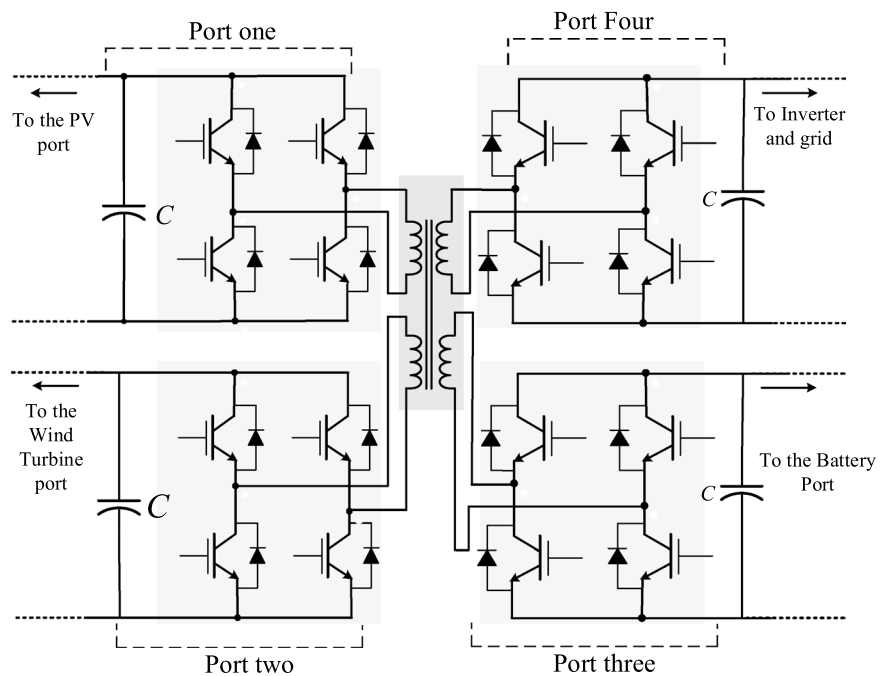 Port one
Port Four
To the PV
port
C
C
To Inverter
and grid
To the
Wind
Turbine
port
C
C
To the Battery
Port
Port two
Port three